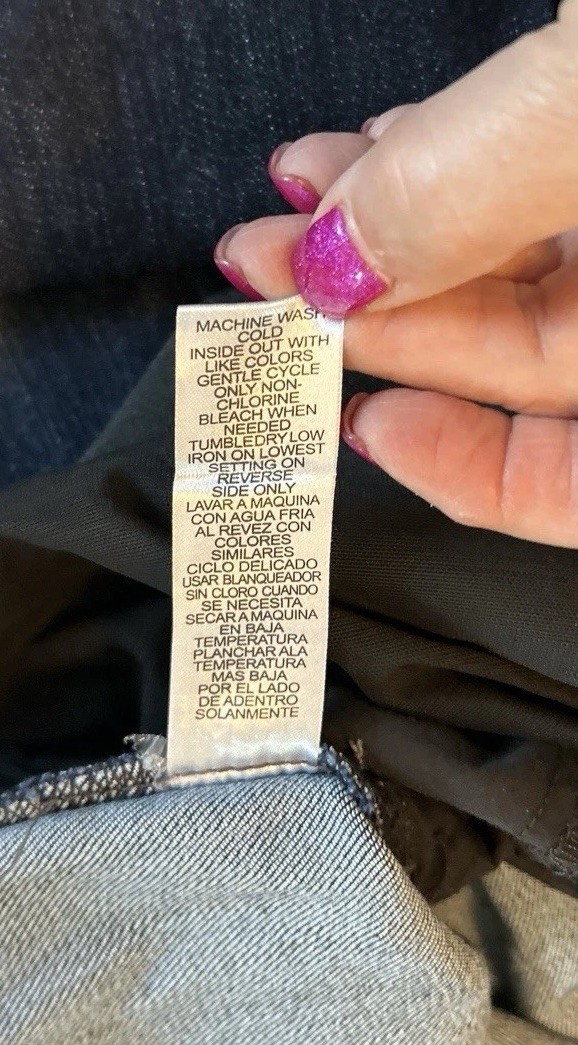 MACHINE WASH
COLD
INSIDE OUT WITH
LIKE COLORS
GENTLE CYCLE
ONLY NON-
CHLORINE
BLEACH WHEN
NEEDED
TUMBLEDRY LOW
IRON ON LOWEST
SETTING ON
REVERSE
SIDE ONLY
LAVAR A MAQUINA
CON AGUA FRIA
AL REVEZ CON
COLORES
SIMILARES
CICLO DELICADO
USAR BLANQUEADOR
SIN CLORO CUANDO
SE NECESITA
SECAR A MAQUINA
EN BAJA
TEMPERATURA
PLANCHAR ALA
TEMPERATURA
MAS BAJA
POR EL LADO
DE ADENTRO
SOLANMENTE